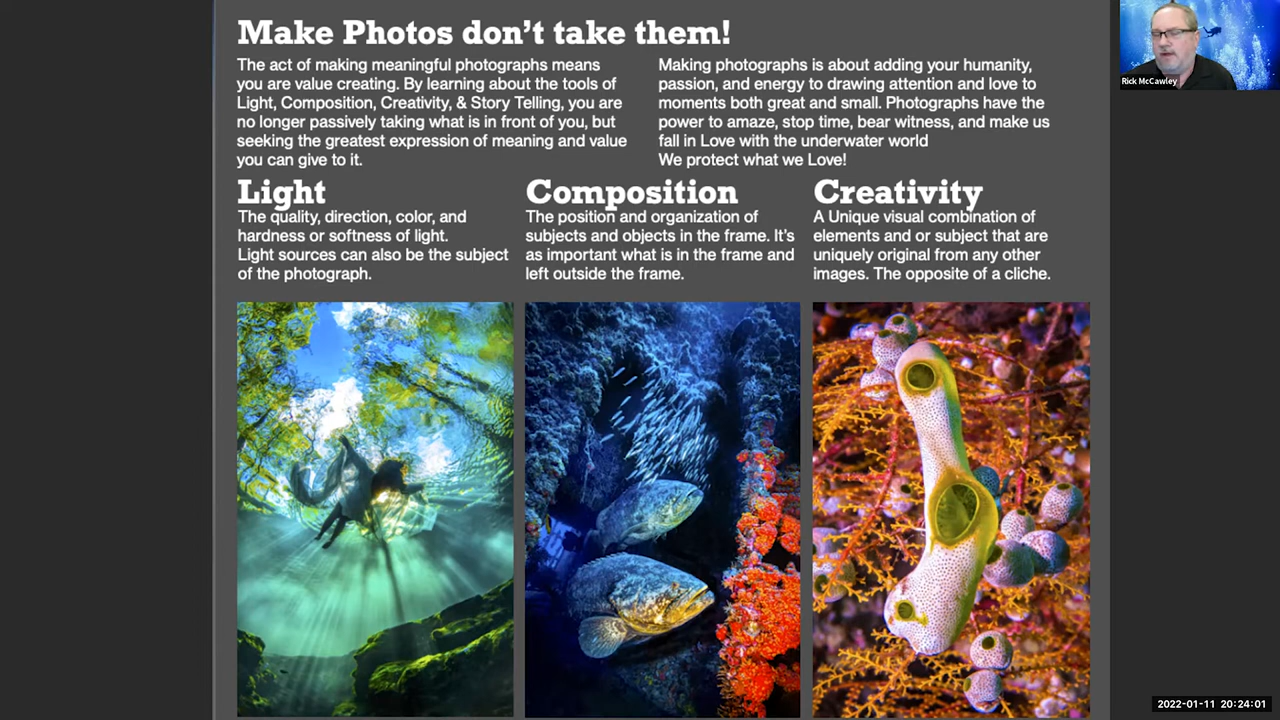 Make Photos don't take them!
The act of making meaningful photographs means
you are value creating. By learning about the tools of
Light, Composition, Creativity, & Story Telling, you are
no longer passively taking what is in front of you, but
seeking the greatest expression of meaning and value
you can give to it.
Making photographs is about adding your humanity,
passion, and energy to drawing attention and love to
moments both great and small. Photographs have the
power to amaze, stop time, bear witness, and make us
fall in Love with the underwater world
We protect what we Love!
Light
The quality, direction, color, and
hardness or softness of light.
Light sources can also be the subject
of the photograph.
Composition
The position and organization of
subjects and objects in the frame. It's
as important what is in the frame and
left outside the frame.
Creativity
A Unique visual combination of
elements and or subject that are
uniquely original from any other
images. The opposite of a cliche.
Rick McCawley
2022-01-11 20:24:01